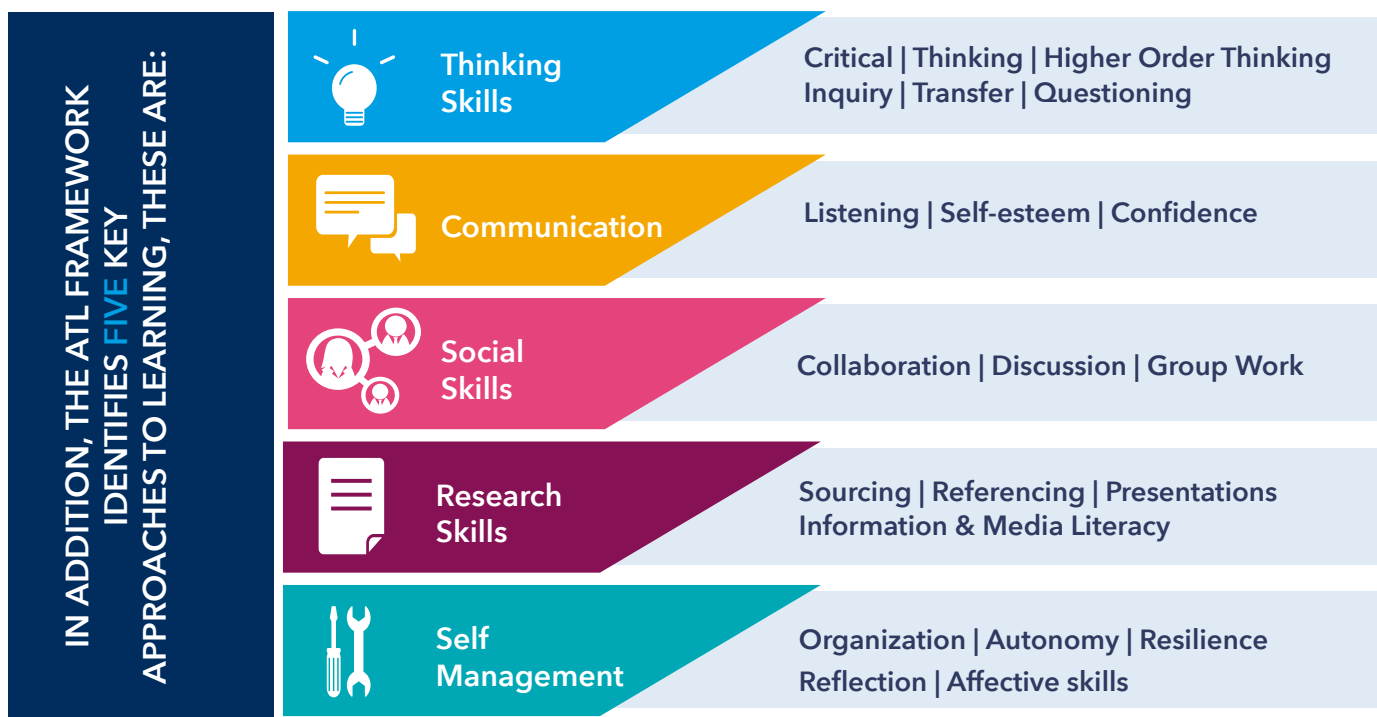 IN ADDITION, THE ATL FRAMEWORK
IDENTIFIES FIVE KEY
APPROACHES TO LEARNING, THESE ARE:
Thinking
Skills
Critical | Thinking | Higher Order Thinking
Inquiry | Transfer | Questioning
Communication
Listening | Self-esteem | Confidence
Social
Skills
Collaboration | Discussion | Group Work
Research
Skills
Sourcing | Referencing | Presentations
Information & Media Literacy
Self
Management
Organization | Autonomy | Resilience
Reflection | Affective skills